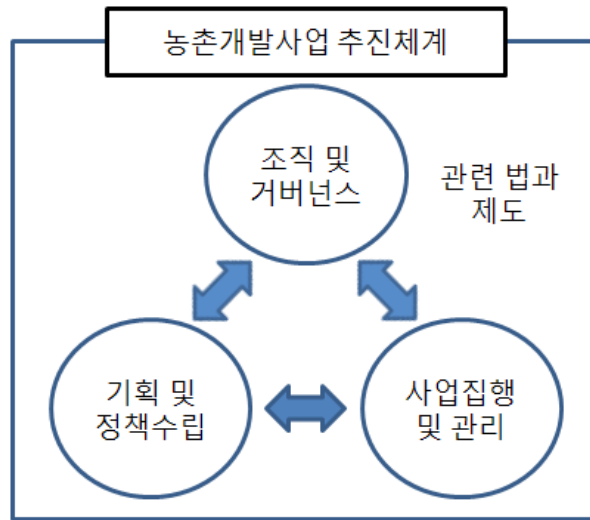 농촌개발사업 추진체계
조직 및
거버넌스
관련 법과
제도
기획 및
정책수립
사업집행
및 관리